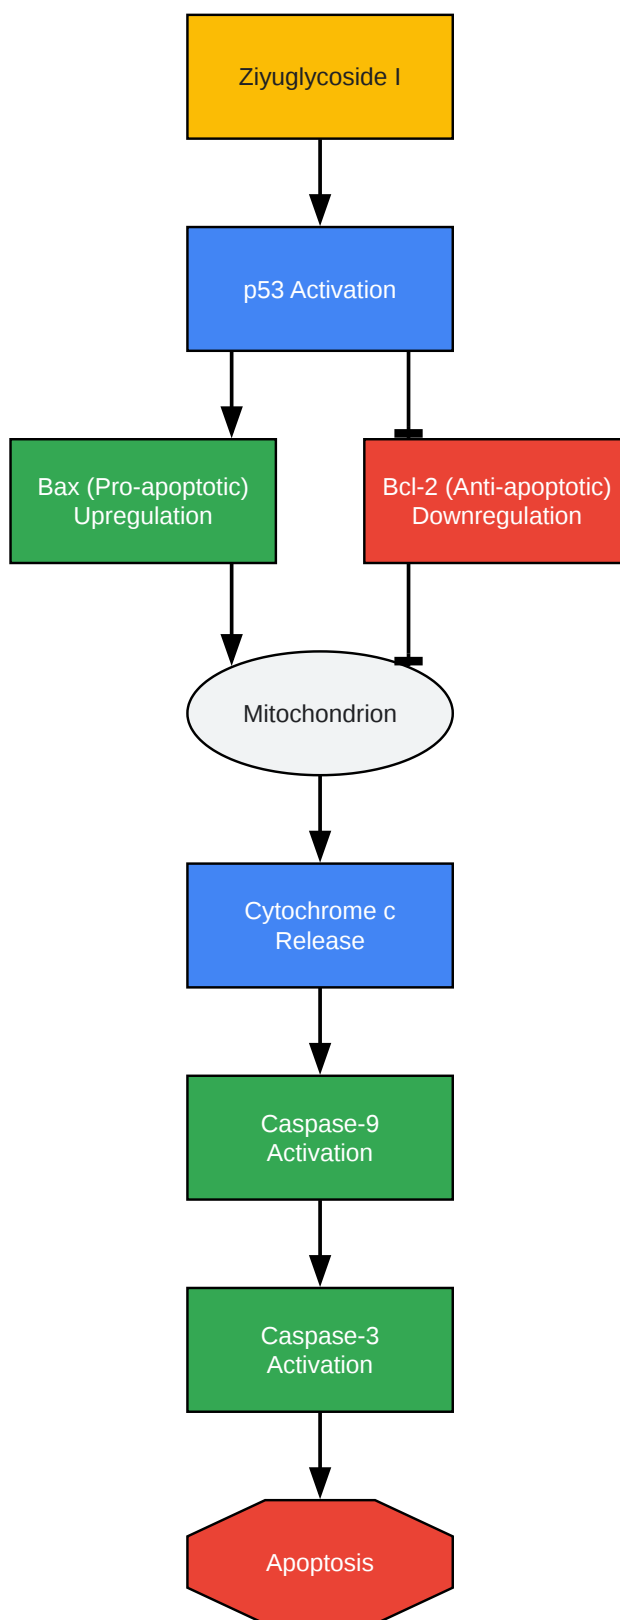 Ziyuglycoside I
p53 Activation
Bax (Pro-apoptotic)
Upregulation
Bcl-2 (Anti-apoptotic)
Downregulation
Mitochondrion
Cytochrome c
Release
Caspase-9
Activation
Caspase-3
Activation
Apoptosis